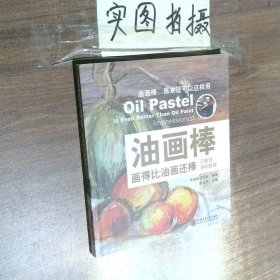 实图拍摄
油画棒，原来还可以这样用
Oil Pastel
Is Even Better Than Oil Paint
Impressionist
油画棒
画得比油画还棒